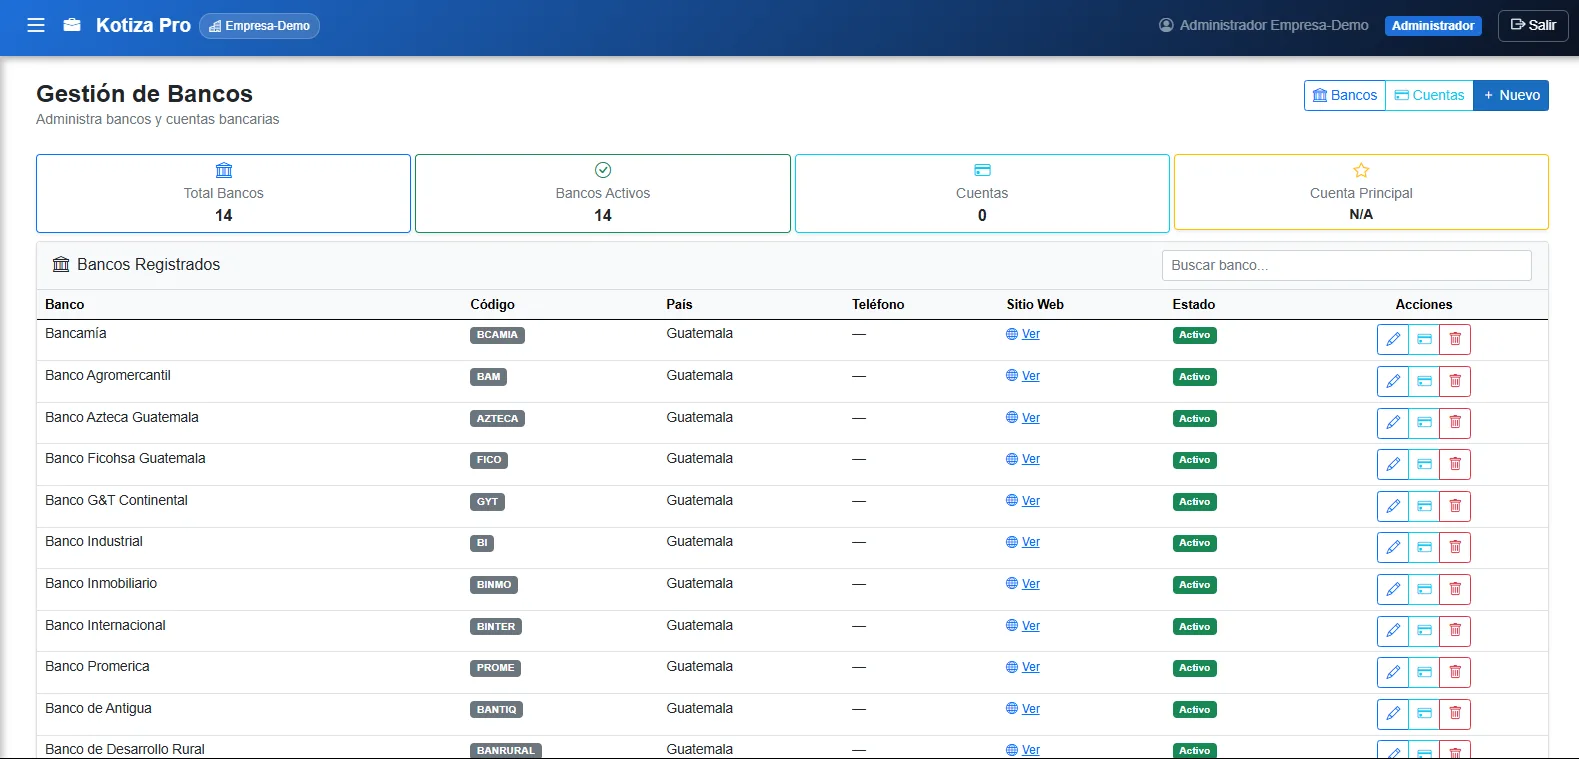 Kotiza Pro Empresa-Demo Administrador Empresa-Demo Administrador Salir
Gestión de Bancos
Administra bancos y cuentas bancarias
Bancos Cuentas + Nuevo
Total Bancos
14
Bancos Activos
14
Cuentas
0
Cuenta Principal
N/A
Bancos Registrados Buscar banco...
Banco Código País Teléfono Sitio Web Estado Acciones
Bancamía BCAMIA Guatemala — Ver Activo
Banco Agromercantil BAM Guatemala — Ver Activo
Banco Azteca Guatemala AZTECA Guatemala — Ver Activo
Banco Ficohsa Guatemala FICO Guatemala — Ver Activo
Banco G&T Continental GYT Guatemala — Ver Activo
Banco Industrial BI Guatemala — Ver Activo
Banco Inmobiliario BINMO Guatemala — Ver Activo
Banco Internacional BINTER Guatemala — Ver Activo
Banco Promerica PROME Guatemala — Ver Activo
Banco de Antigua BANTIQ Guatemala — Ver Activo
Banco de Desarrollo Rural BANRURAL Guatemala — Ver Activo